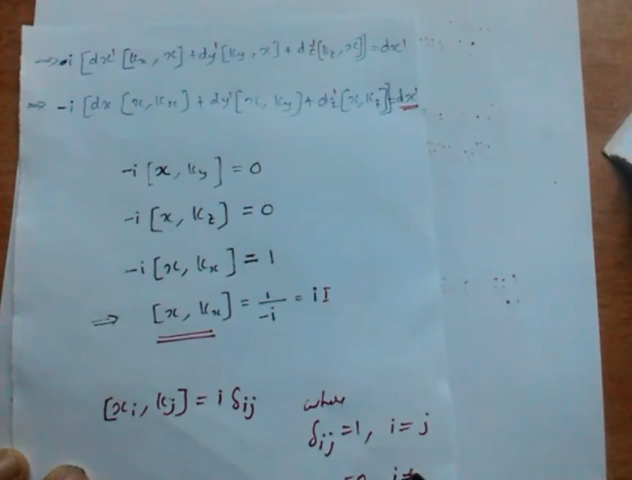 → -i [dx' [Kx, x] + dy' [Ky, x] + dz' [Kz, x]] = dx'
⇒ -i [dx [x, Kx] + dy' [x, Ky] + dz' [x, Kz]] = dx'
-i [x, Ky] = 0
-i [x, Kz] = 0
-i [x, Kx] = 1
⇒ [x, Kx] = 1/-i = i I
[xi, Kj] = i δij where
δij = 1, i = j
= 0, i ≠